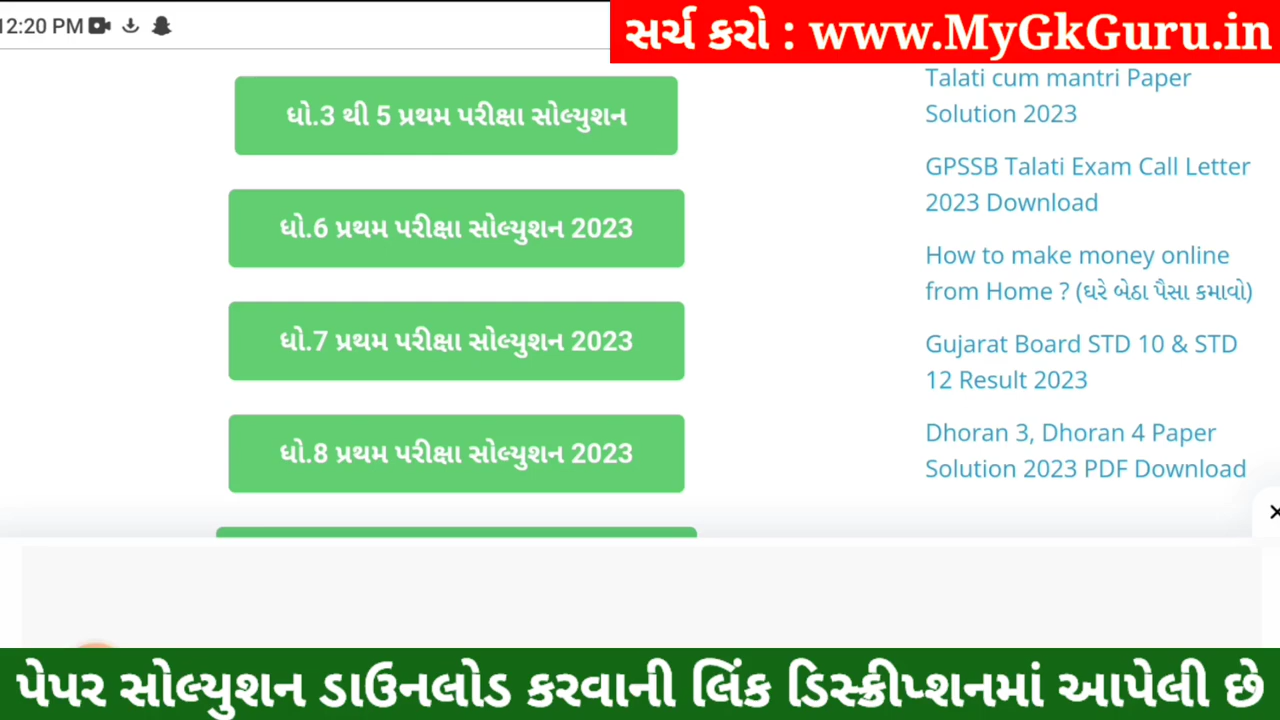 12:20 PM
સર્ચ કરો : www.MyGkGuru.in
ધો.3 થી 5 પ્રથમ પરીક્ષા સોલ્યુશન
ધો.6 પ્રથમ પરીક્ષા સોલ્યુશન 2023
ધો.7 પ્રથમ પરીક્ષા સોલ્યુશન 2023
ધો.8 પ્રથમ પરીક્ષા સોલ્યુશન 2023
Talati cum mantri Paper
Solution 2023
GPSSB Talati Exam Call Letter
2023 Download
How to make money online
from Home ? (ઘરે બેઠા પૈસા કમાવો)
Gujarat Board STD 10 & STD
12 Result 2023
Dhoran 3, Dhoran 4 Paper
Solution 2023 PDF Download
પેપર સોલ્યુશન ડાઉનલોડ કરવાની લિંક ડિસ્ક્રીપ્શનમાં આપેલી છે